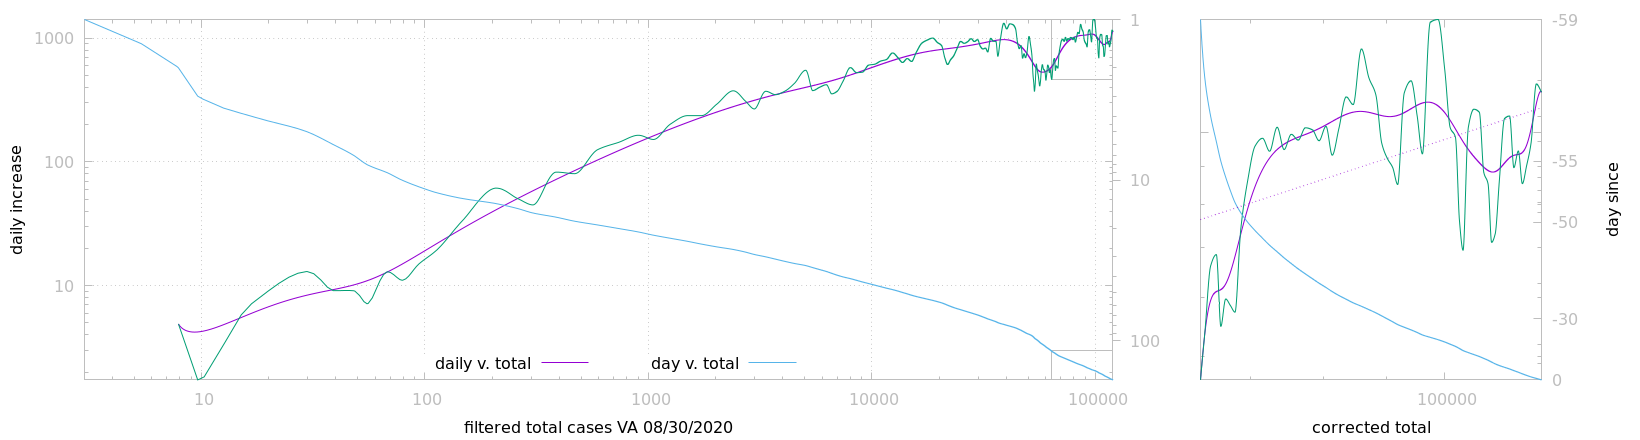 daily increase
1000
100
10
daily v. total
day v. total
10
100
1000
10000
100000
filtered total cases VA 08/30/2020
1
10
100
100000
corrected total
-59
-55
-50
-30
0
day since